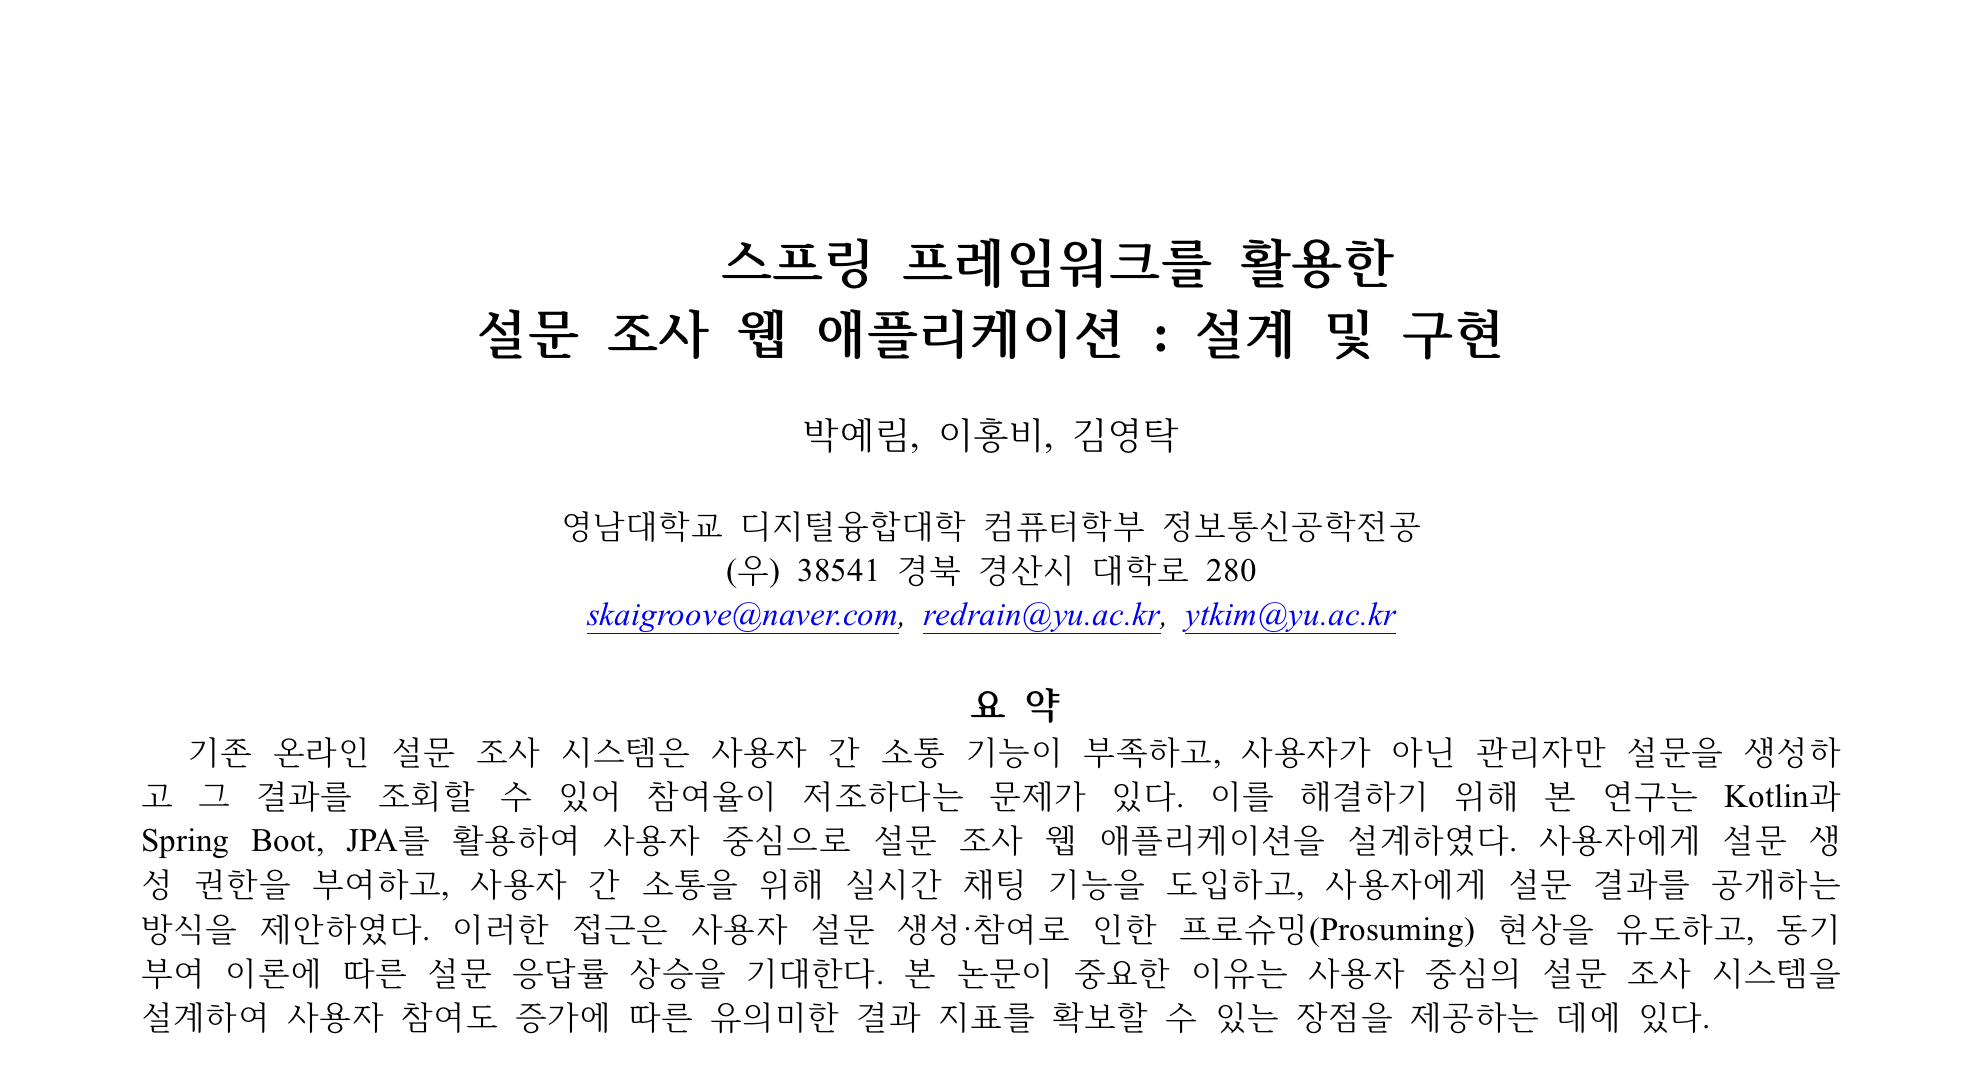 스프링 프레임워크를 활용한
설문 조사 웹 애플리케이션 : 설계 및 구현
박예림, 이홍비, 김영탁
영남대학교 디지털융합대학 컴퓨터학부 정보통신공학전공
(우) 38541 경북 경산시 대학로 280
skaigroove@naver.com, redrain@yu.ac.kr, ytkim@yu.ac.kr
요 약
기존 온라인 설문 조사 시스템은 사용자 간 소통 기능이 부족하고, 사용자가 아닌 관리자만 설문을 생성하
고 그 결과를 조회할 수 있어 참여율이 저조하다는 문제가 있다. 이를 해결하기 위해 본 연구는 Kotlin과
Spring Boot, JPA를 활용하여 사용자 중심으로 설문 조사 웹 애플리케이션을 설계하였다. 사용자에게 설문 생
성 권한을 부여하고, 사용자 간 소통을 위해 실시간 채팅 기능을 도입하고, 사용자에게 설문 결과를 공개하는
방식을 제안하였다. 이러한 접근은 사용자 설문 생성·참여로 인한 프로슈밍(Prosuming) 현상을 유도하고, 동기
부여 이론에 따른 설문 응답률 상승을 기대한다. 본 논문이 중요한 이유는 사용자 중심의 설문 조사 시스템을
설계하여 사용자 참여도 증가에 따른 유의미한 결과 지표를 확보할 수 있는 장점을 제공하는 데에 있다.